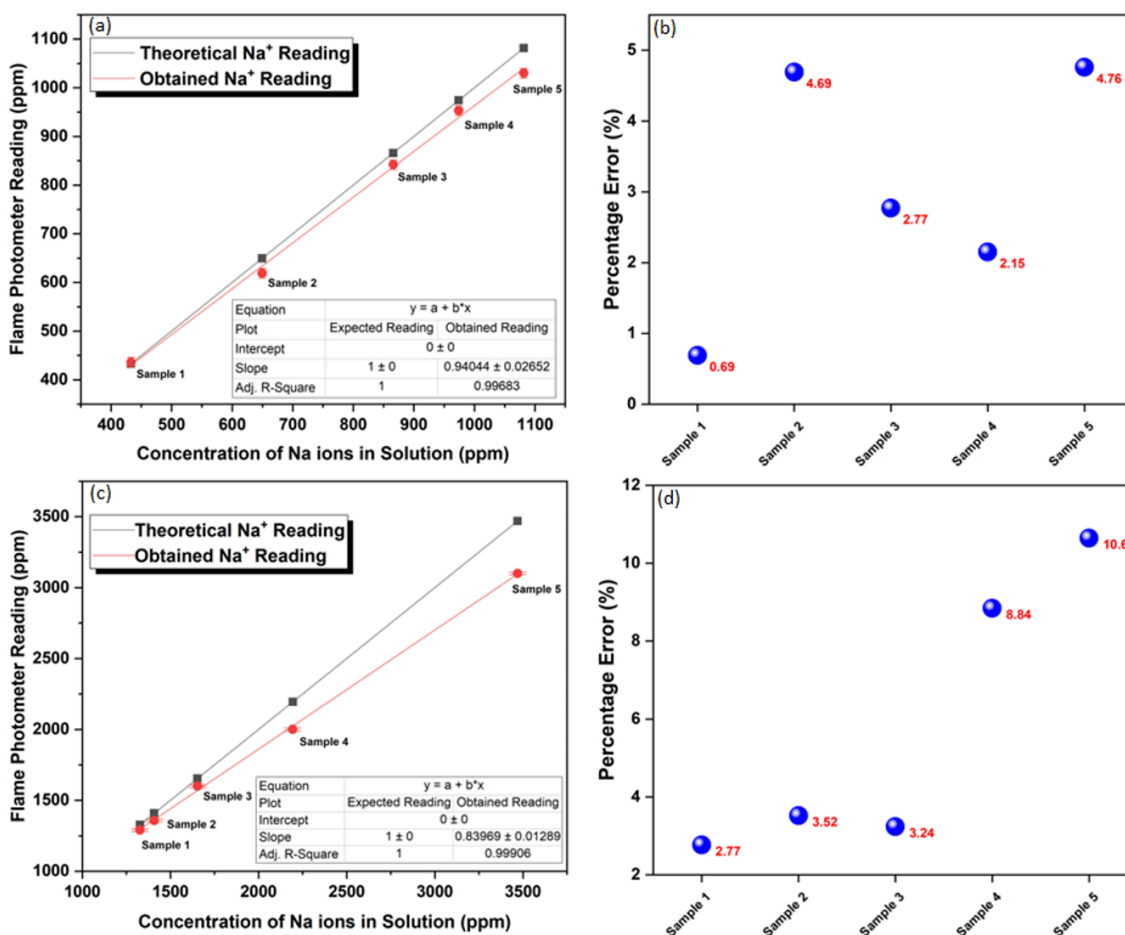 (a)
Theoretical Na⁺ Reading
Obtained Na⁺ Reading
Flame Photometer Reading (ppm)
1100
1000
900
800
700
600
500
400
Sample 5
Sample 4
Sample 3
Sample 2
Sample 1
Equation y = a + b*x
Plot Expected Reading Obtained Reading
Intercept 0 ± 0
Slope 1 ± 0 0.94044 ± 0.02652
Adj. R-Square 1 0.99683
400 500 600 700 800 900 1000 1100
Concentration of Na ions in Solution (ppm)
(b)
Percentage Error (%)
5
4
3
2
1
0
0.69
4.69
2.77
2.15
4.76
Sample 1
Sample 2
Sample 3
Sample 4
Sample 5
(c)
Theoretical Na⁺ Reading
Obtained Na⁺ Reading
Flame Photometer Reading (ppm)
3500
3000
2500
2000
1500
1000
Sample 5
Sample 4
Sample 3
Sample 2
Sample 1
Equation y = a + b*x
Plot Expected Reading Obtained Reading
Intercept 0 ± 0
Slope 1 ± 0 0.83969 ± 0.01289
Adj. R-Square 1 0.99906
1000 1500 2000 2500 3000 3500
Concentration of Na ions in Solution (ppm)
(d)
Percentage Error (%)
12
10
8
6
4
2
2.77
3.52
3.24
8.84
10.6
Sample 1
Sample 2
Sample 3
Sample 4
Sample 5